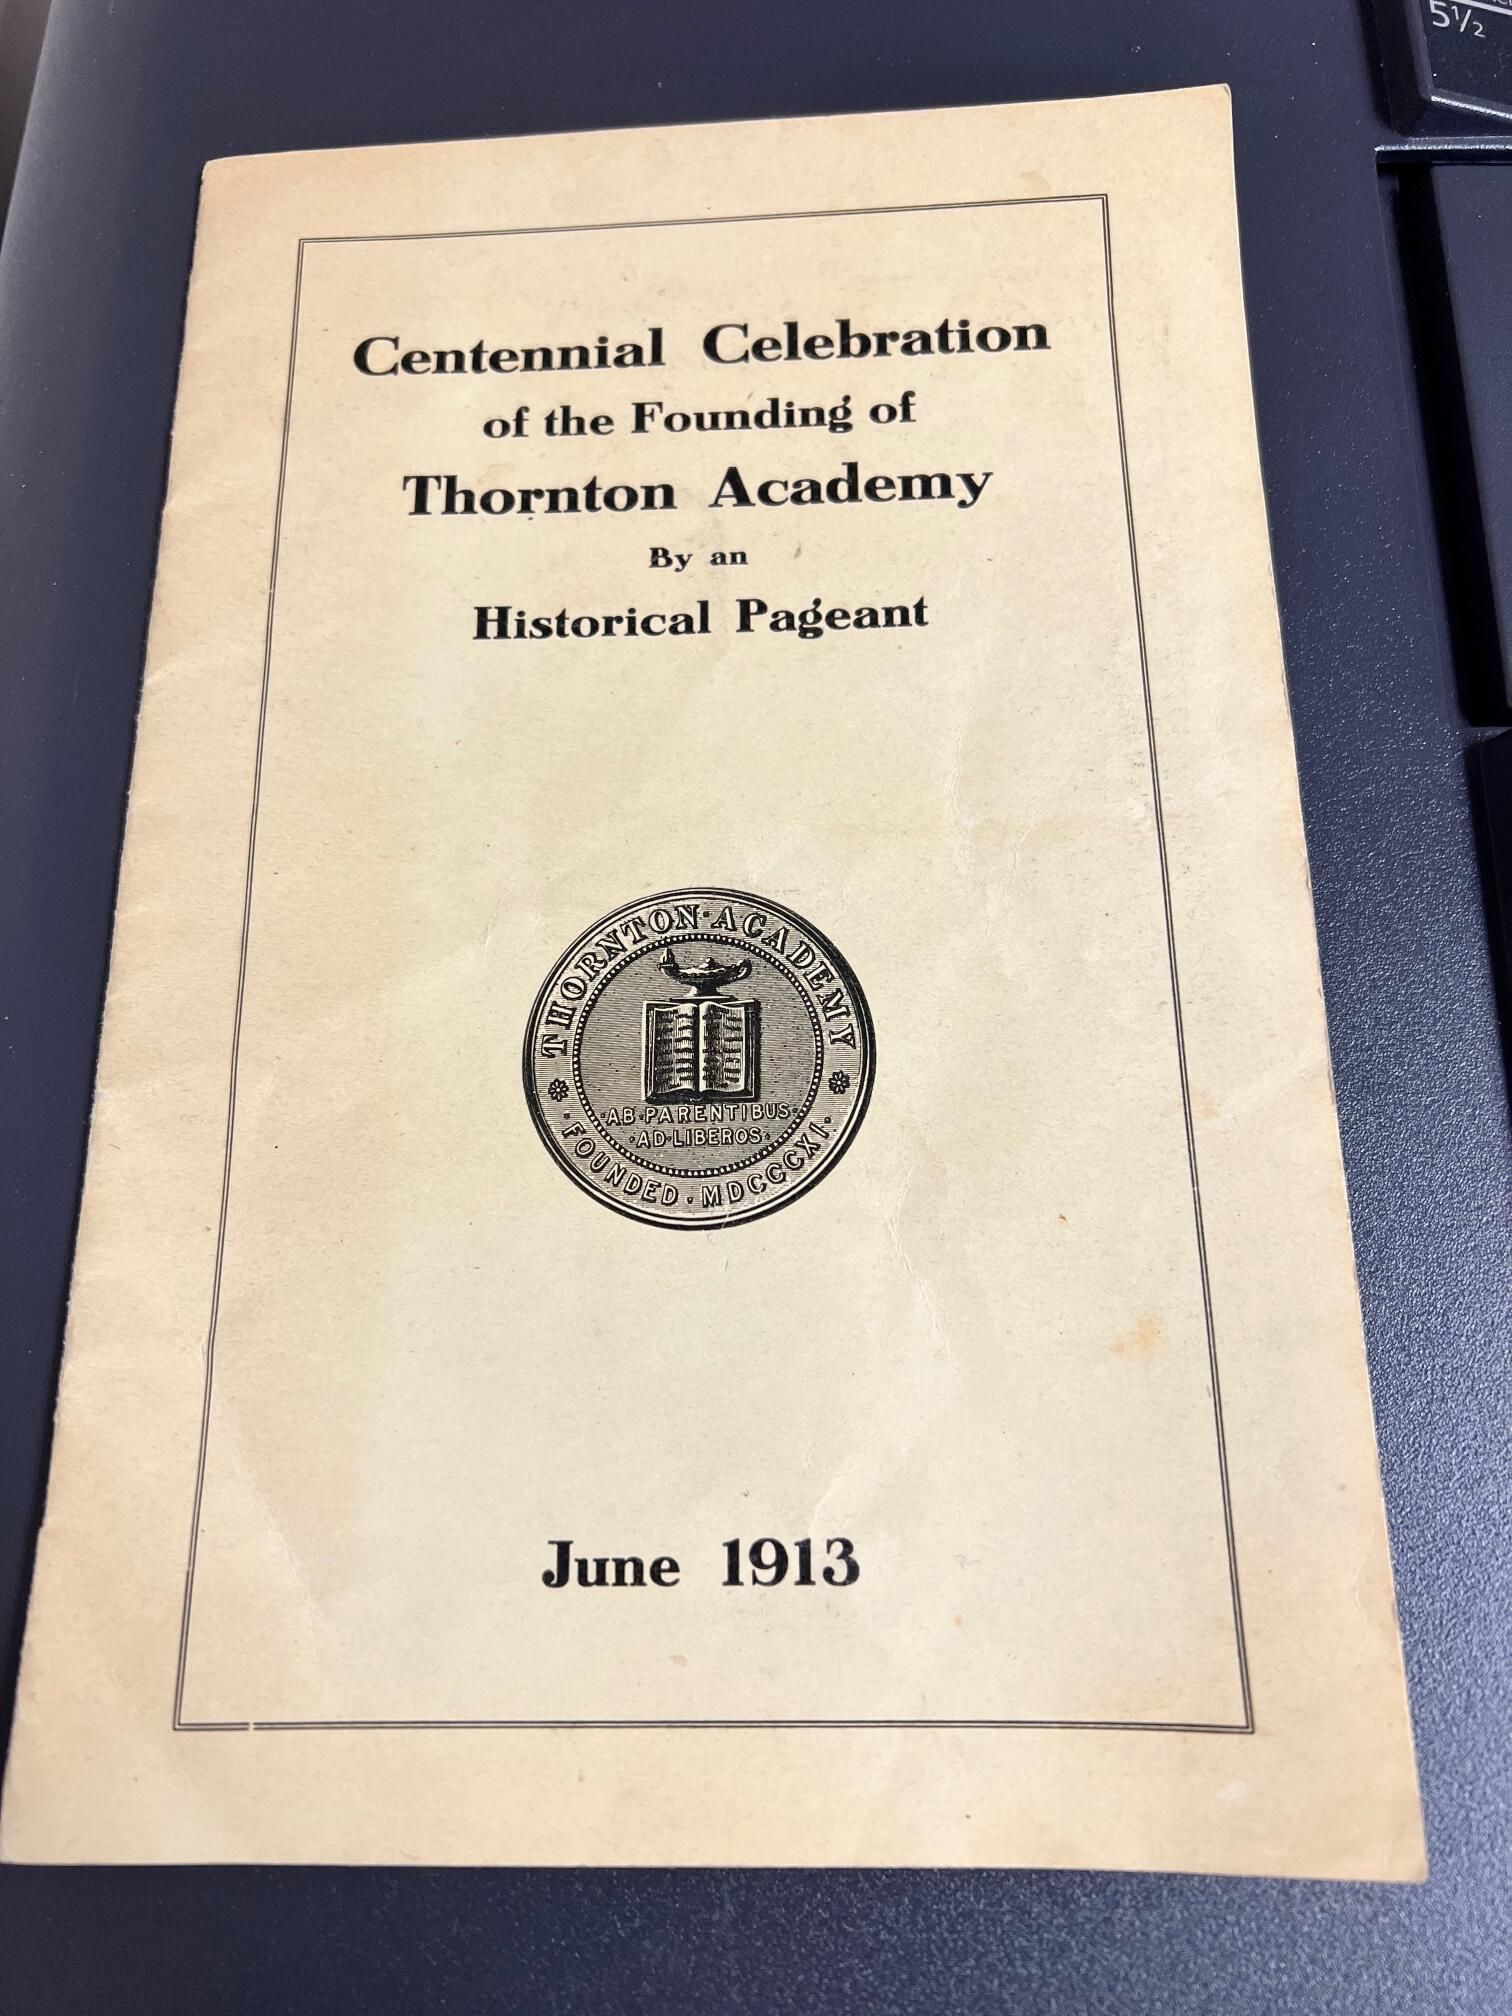 5½
Centennial Celebration
of the Founding of
Thornton Academy
By an
Historical Pageant
THORNTON·ACADEMY
·AB·PARENTIBUS·
·AD·LIBEROS·
·FOUNDED·MDCCCXI·
June 1913